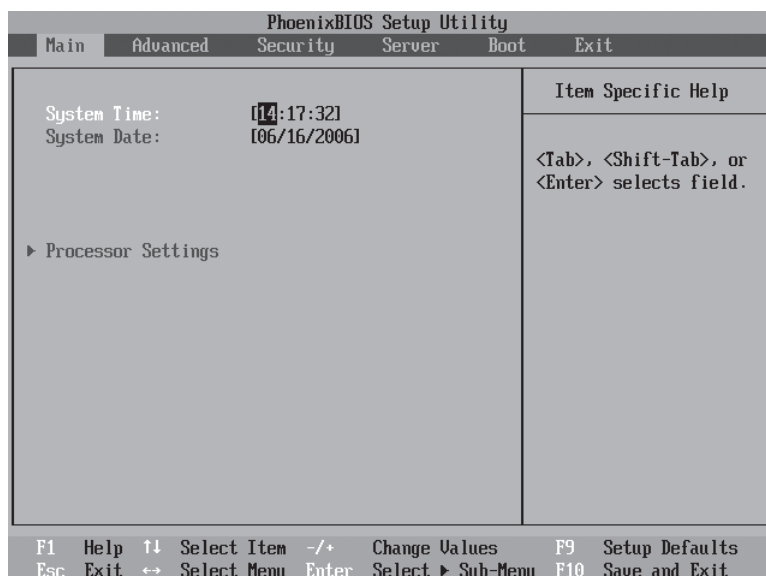 PhoenixBIOS Setup Utility
Main Advanced Security Server Boot Exit
System Time: [14:17:32]
System Date: [06/16/2006]
▶ Processor Settings
Item Specific Help
<Tab>, <Shift-Tab>, or
<Enter> selects field.
F1 Help ↑↓ Select Item -/+ Change Values F9 Setup Defaults
Esc Exit ↔ Select Menu Enter Select ▶ Sub-Menu F10 Save and Exit